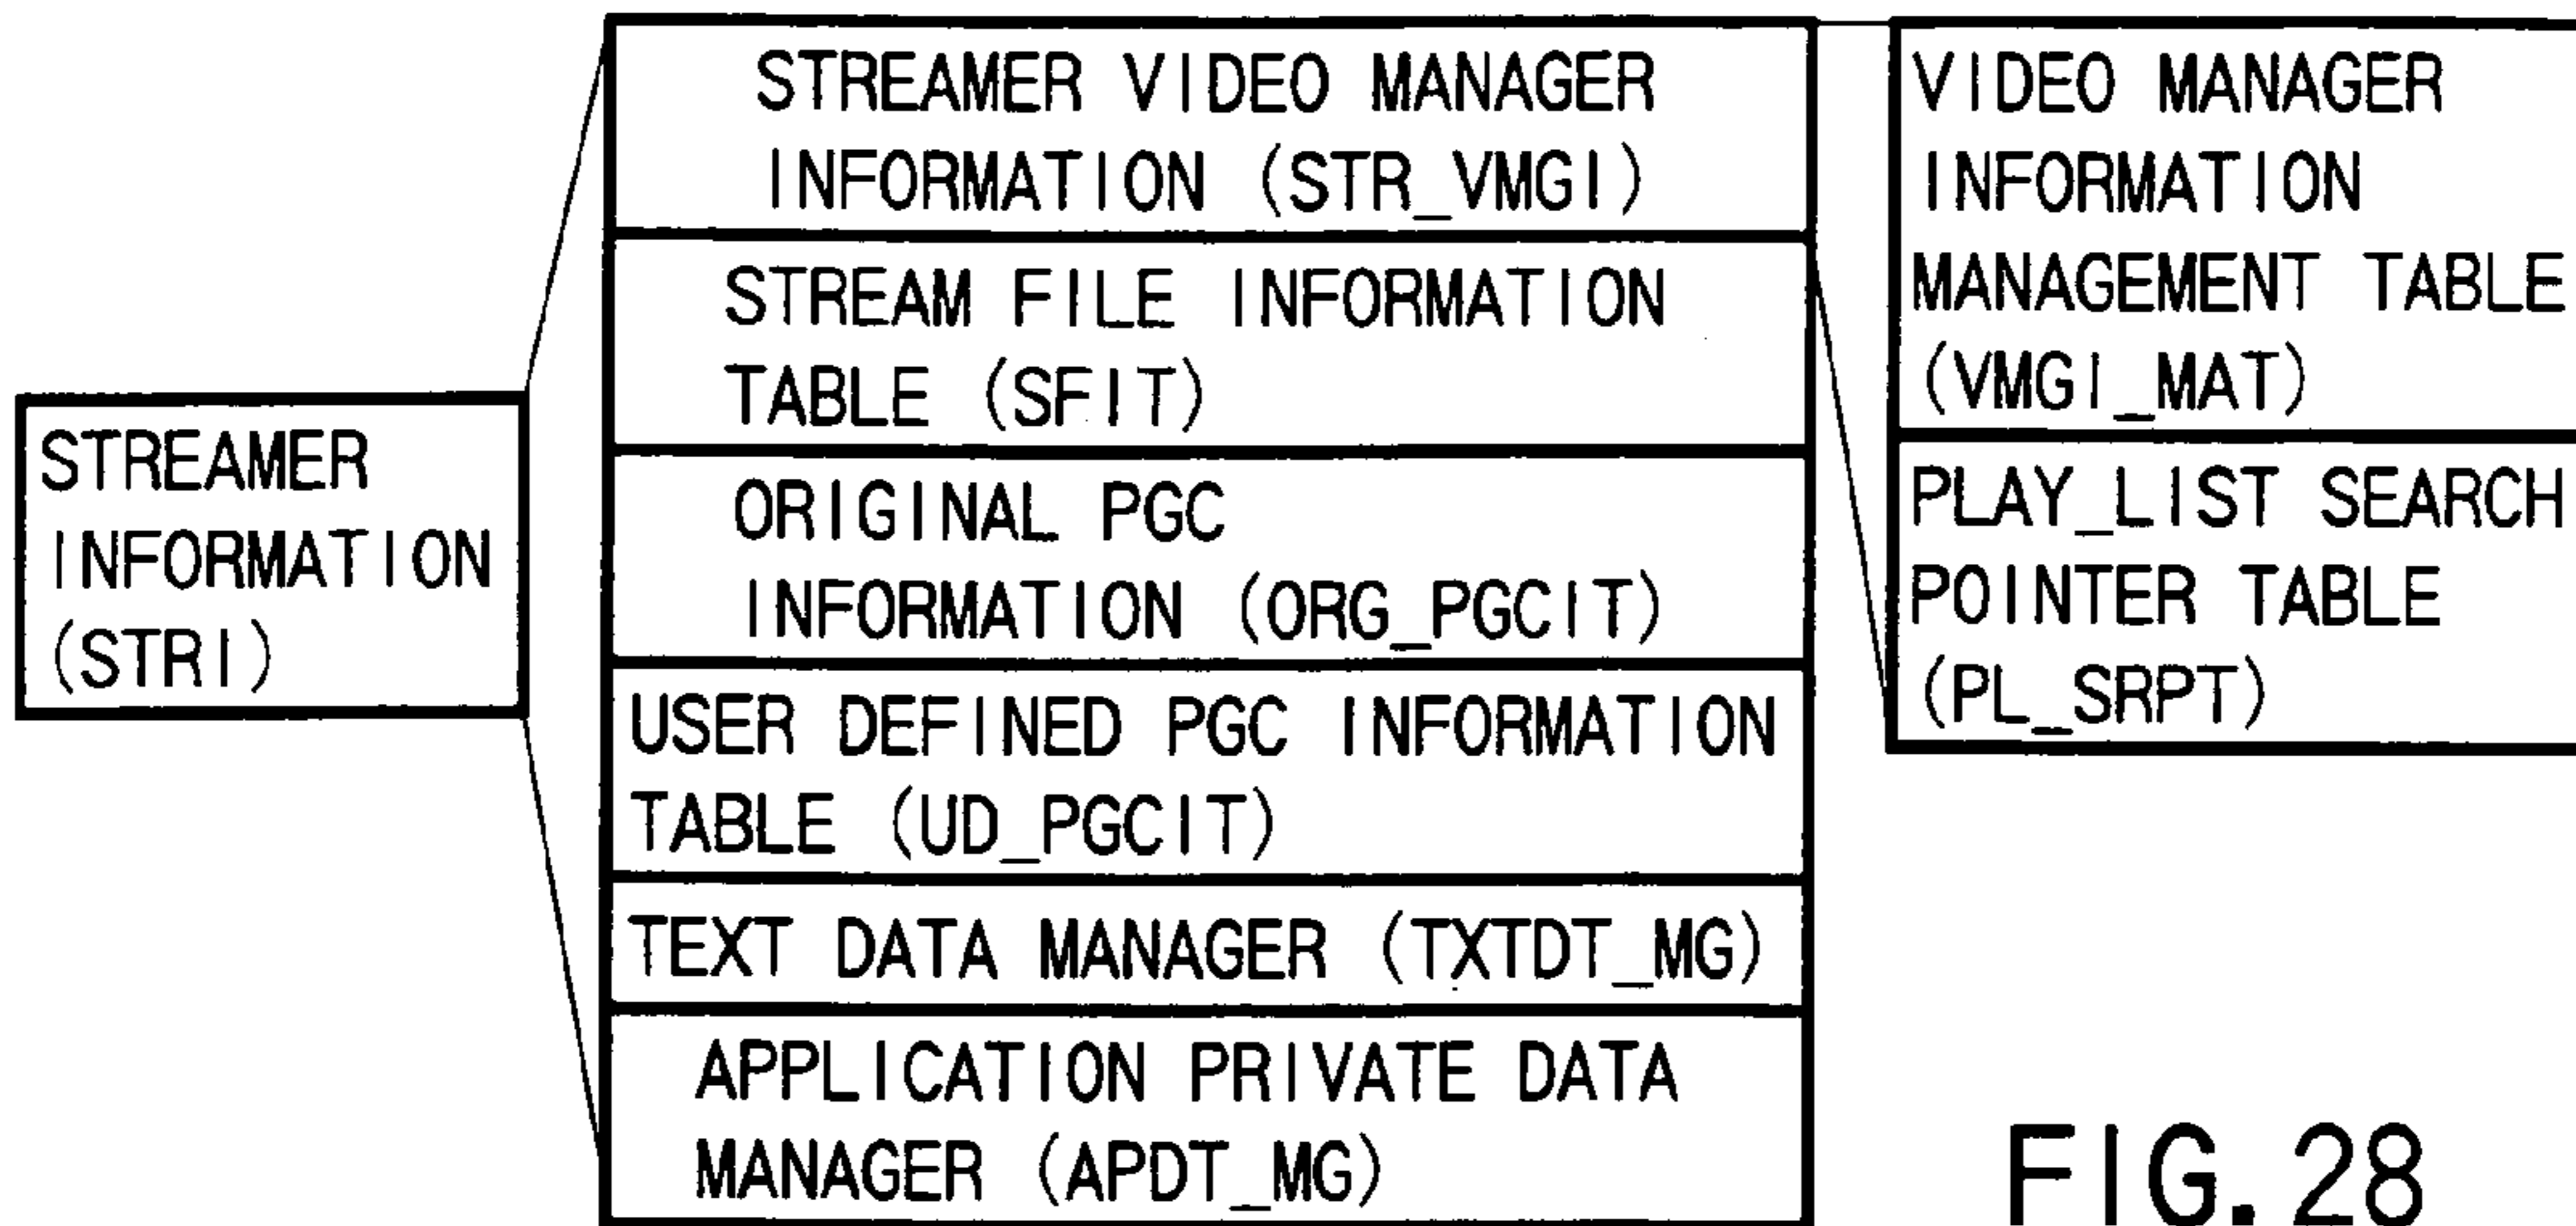 STREAMER
INFORMATION
(STRI)
STREAMER VIDEO MANAGER
INFORMATION (STR_VMGI)
STREAM FILE INFORMATION
TABLE (SFIT)
ORIGINAL PGC
INFORMATION (ORG_PGCIT)
USER DEFINED PGC INFORMATION
TABLE (UD_PGCIT)
TEXT DATA MANAGER (TXTDT_MG)
APPLICATION PRIVATE DATA
MANAGER (APDT_MG)
VIDEO MANAGER
INFORMATION
MANAGEMENT TABLE
(VMGI_MAT)
PLAY_LIST SEARCH
POINTER TABLE
(PL_SRPT)
FIG. 28